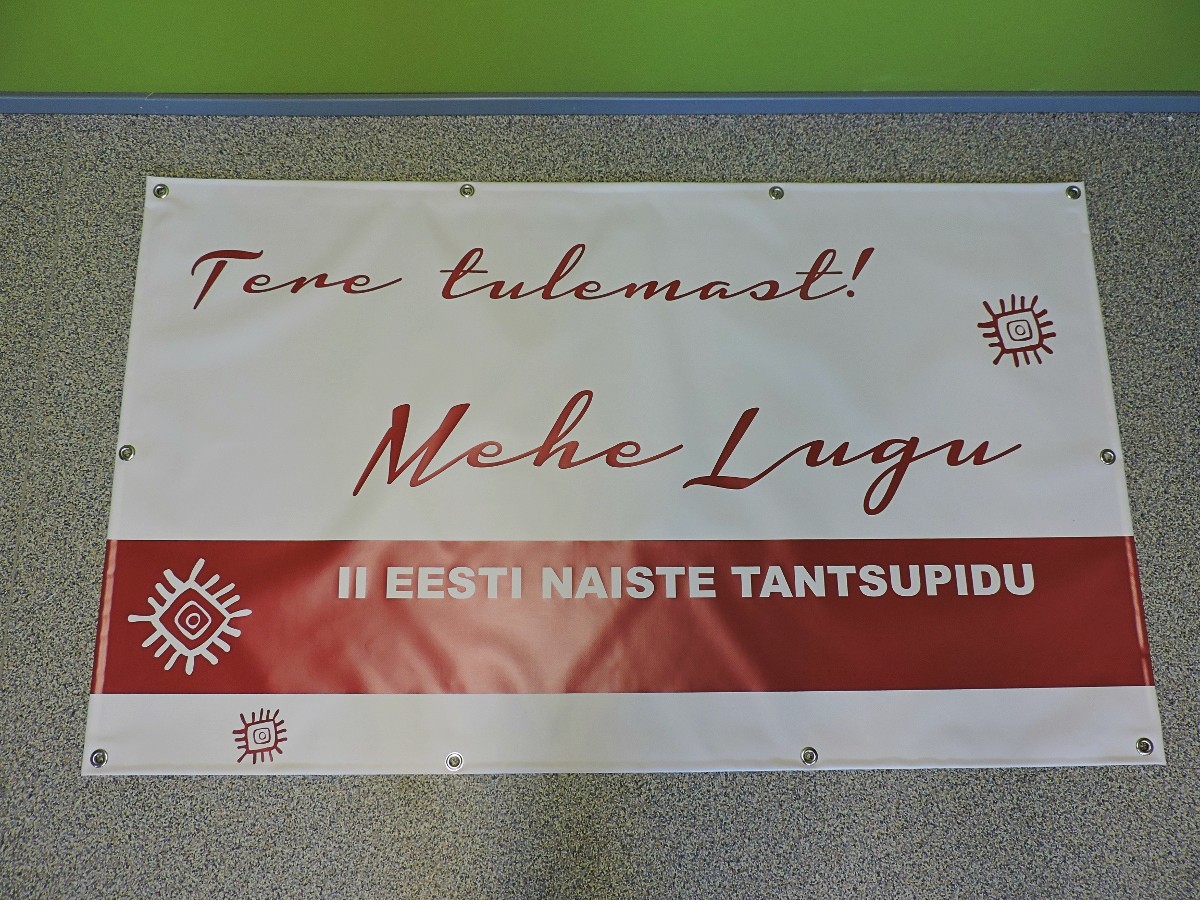 Tere tulemast!
Mehe Lugu
II EESTI NAISTE TANTSUPIDU